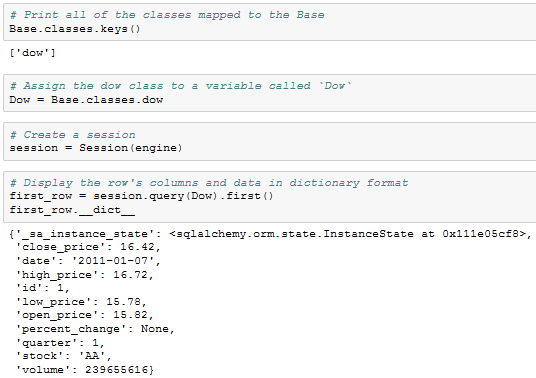 # Print all of the classes mapped to the Base
Base.classes.keys()
['dow']
# Assign the dow class to a variable called `Dow`
Dow = Base.classes.dow
# Create a session
session = Session(engine)
# Display the row's columns and data in dictionary format
first_row = session.query(Dow).first()
first_row.__dict__
{'_sa_instance_state': <sqlalchemy.orm.state.InstanceState at 0x111e05cf8>,
'close_price': 16.42,
'date': '2011-01-07',
'high_price': 16.72,
'id': 1,
'low_price': 15.78,
'open_price': 15.82,
'percent_change': None,
'quarter': 1,
'stock': 'AA',
'volume': 239655616}